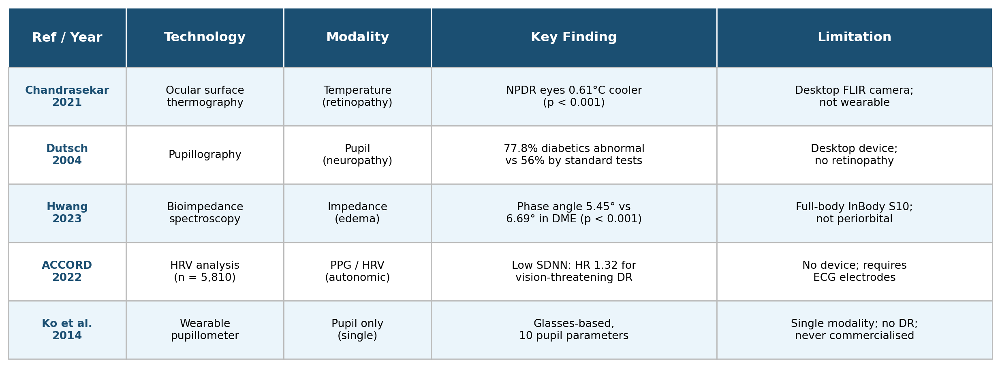 Ref / Year
Technology
Modality
Key Finding
Limitation
Chandrasekar
2021
Ocular surface
thermography
Temperature
(retinopathy)
NPDR eyes 0.61°C cooler
(p < 0.001)
Desktop FLIR camera;
not wearable
Dutsch
2004
Pupillography
Pupil
(neuropathy)
77.8% diabetics abnormal
vs 56% by standard tests
Desktop device;
no retinopathy
Hwang
2023
Bioimpedance
spectroscopy
Impedance
(edema)
Phase angle 5.45° vs
6.69° in DME (p < 0.001)
Full-body InBody S10;
not periorbital
ACCORD
2022
HRV analysis
(n = 5,810)
PPG / HRV
(autonomic)
Low SDNN: HR 1.32 for
vision-threatening DR
No device; requires
ECG electrodes
Ko et al.
2014
Wearable
pupillometer
Pupil only
(single)
Glasses-based,
10 pupil parameters
Single modality; no DR;
never commercialised